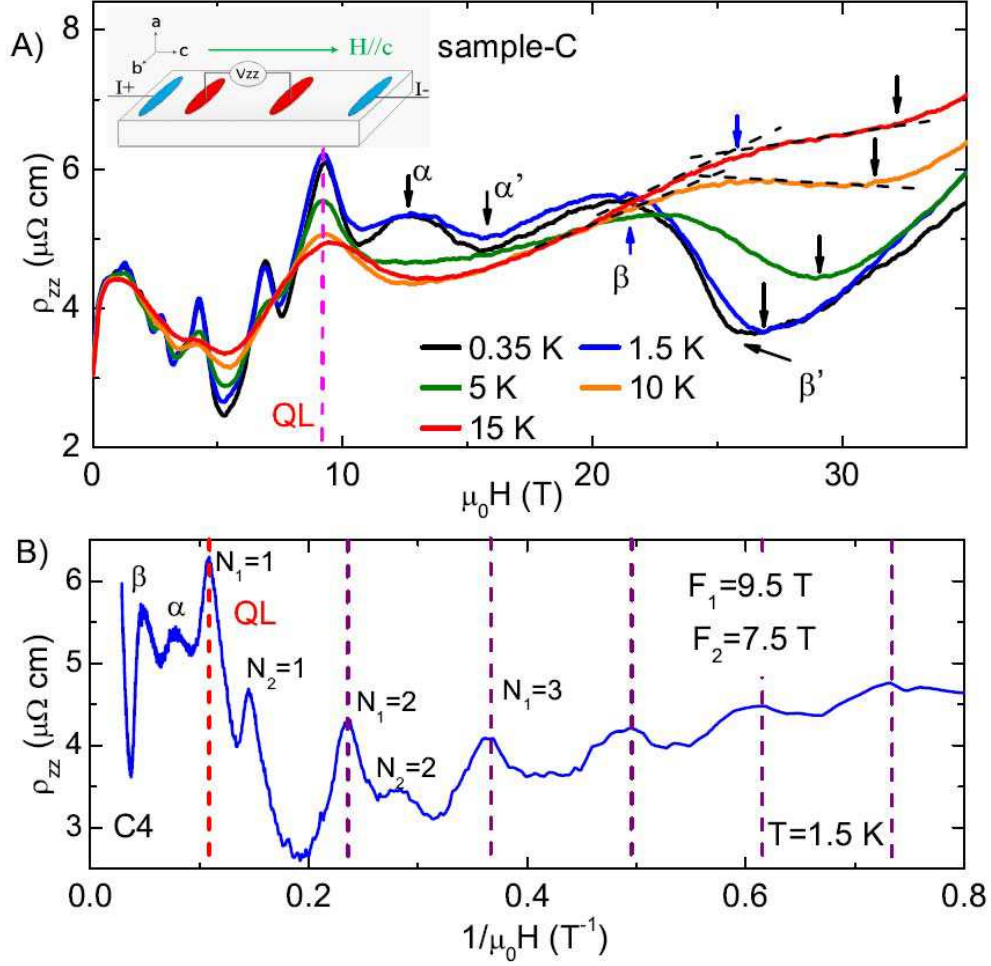 A)
sample-C
a
c
b
H//c
I+
Vzz
I-
α
α'
β
β'
QL
0.35 K
1.5 K
5 K
10 K
15 K
8
6
4
2
ρzz (μΩ cm)
0
10
20
30
μ₀H (T)
B)
β
α
N₁=1
QL
N₂=1
N₁=2
N₂=2
N₁=3
F₁=9.5 T
F₂=7.5 T
C4
T=1.5 K
6
5
4
3
ρzz (μΩ cm)
0.0
0.2
0.4
0.6
0.8
1/μ₀H (T⁻¹)